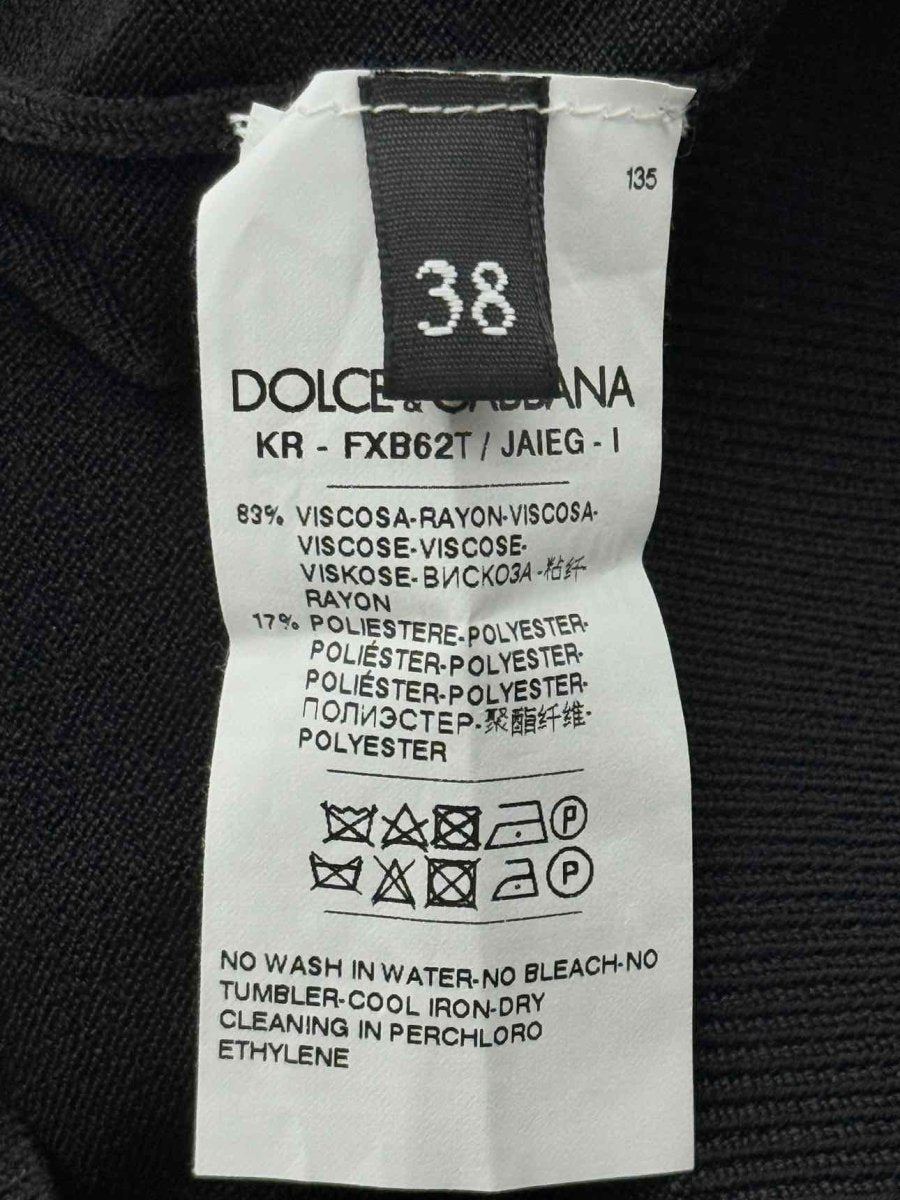 135
38
DOLCE & GABBANA
KR - FXB62T / JAIEG - I
83% VISCOSA-RAYON-VISCOSA-
VISCOSE-VISCOSE-
VISKOSE-ВИСКОЗА-粘纤
RAYON
17% POLIESTERE-POLYESTER-
POLIÉSTER-POLYESTER-
POLIÉSTER-POLYESTER-
ПОЛИЭСТЕР-聚酯纤维-
POLYESTER
P
P
NO WASH IN WATER-NO BLEACH-NO
TUMBLER-COOL IRON-DRY
CLEANING IN PERCHLORO
ETHYLENE